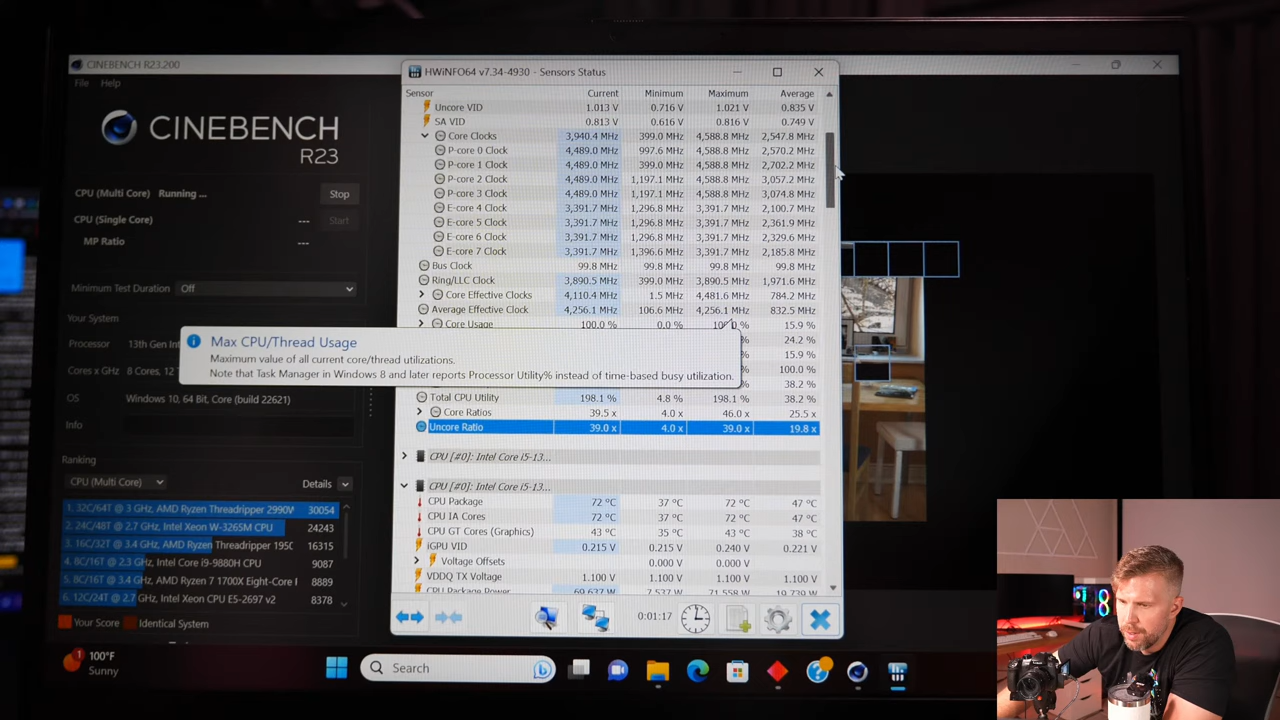 CINEBENCH R23.200
File Help
CINEBENCH
R23
CPU (Multi Core) Running ...
Stop
CPU (Single Core)
---
Start
MP Ratio
---
Minimum Test Duration
Off
Your System
Processor
13th Gen Int
Cores x GHz
8 Cores, 12
OS
Windows 10, 64 Bit, Core (build 22621)
Info
Ranking
CPU (Multi Core)
Details
1. 32C/64T @ 3 GHz, AMD Ryzen Threadripper 2990W 30054
2. 24C/48T @ 2.7 GHz, Intel Xeon W-3265M CPU 24243
3. 16C/32T @ 3.4 GHz, AMD Ryzen Threadripper 1950 16315
4. 8C/16T @ 2.3 GHz, Intel Core i9-9880H CPU 9087
5. 8C/16T @ 3.4 GHz, AMD Ryzen 7 1700X Eight-Core 8889
6. 12C/24T @ 2.7 GHz, Intel Xeon CPU E5-2697 v2 8378
Your Score
Identical System
HWiNFO64 v7.34-4930 - Sensors Status
Sensor Current Minimum Maximum Average
Uncore VID 1.013 V 0.716 V 1.021 V 0.835 V
SA VID 0.813 V 0.616 V 0.816 V 0.749 V
Core Clocks 3,940.4 MHz 399.0 MHz 4,588.8 MHz 2,547.8 MHz
P-core 0 Clock 4,489.0 MHz 997.6 MHz 4,588.8 MHz 2,570.2 MHz
P-core 1 Clock 4,489.0 MHz 399.0 MHz 4,588.8 MHz 2,702.2 MHz
P-core 2 Clock 4,489.0 MHz 1,197.1 MHz 4,588.8 MHz 3,057.2 MHz
P-core 3 Clock 4,489.0 MHz 1,197.1 MHz 4,588.8 MHz 3,074.8 MHz
E-core 4 Clock 3,391.7 MHz 1,296.8 MHz 3,391.7 MHz 2,100.7 MHz
E-core 5 Clock 3,391.7 MHz 1,296.8 MHz 3,391.7 MHz 2,361.9 MHz
E-core 6 Clock 3,391.7 MHz 1,296.8 MHz 3,391.7 MHz 2,329.6 MHz
E-core 7 Clock 3,391.7 MHz 1,396.6 MHz 3,391.7 MHz 2,185.8 MHz
Bus Clock 99.8 MHz 99.8 MHz 99.8 MHz 99.8 MHz
Ring/LLC Clock 3,890.5 MHz 399.0 MHz 3,890.5 MHz 1,971.6 MHz
Core Effective Clocks 4,110.4 MHz 1.5 MHz 4,481.6 MHz 784.2 MHz
Average Effective Clock 4,256.1 MHz 106.6 MHz 4,256.1 MHz 832.5 MHz
Core Usage 100.0 % 0.0 % 100.0 % 15.9 %
24.2 %
15.9 %
100.0 %
38.2 %
Max CPU/Thread Usage
Maximum value of all current core/thread utilizations.
Note that Task Manager in Windows 8 and later reports Processor Utility% instead of time-based busy utilization.
Total CPU Utility 198.1 % 4.8 % 198.1 % 38.2 %
Core Ratios 39.5 x 4.0 x 46.0 x 25.5 x
Uncore Ratio 39.0 x 4.0 x 39.0 x 19.8 x
CPU [#0]: Intel Core i5-13...
CPU [#0]: Intel Core i5-13...
CPU Package 72 °C 37 °C 72 °C 47 °C
CPU IA Cores 72 °C 37 °C 72 °C 47 °C
CPU GT Cores (Graphics) 43 °C 35 °C 43 °C 38 °C
iGPU VID 0.215 V 0.215 V 0.240 V 0.221 V
Voltage Offsets 0.000 V 0.000 V
VDDQ TX Voltage 1.100 V 1.100 V 1.100 V 1.100 V
CPU Package Power 69.637 W 7.537 W 71.558 W 19.739 W
0:01:17
1
100°F
Sunny
Search